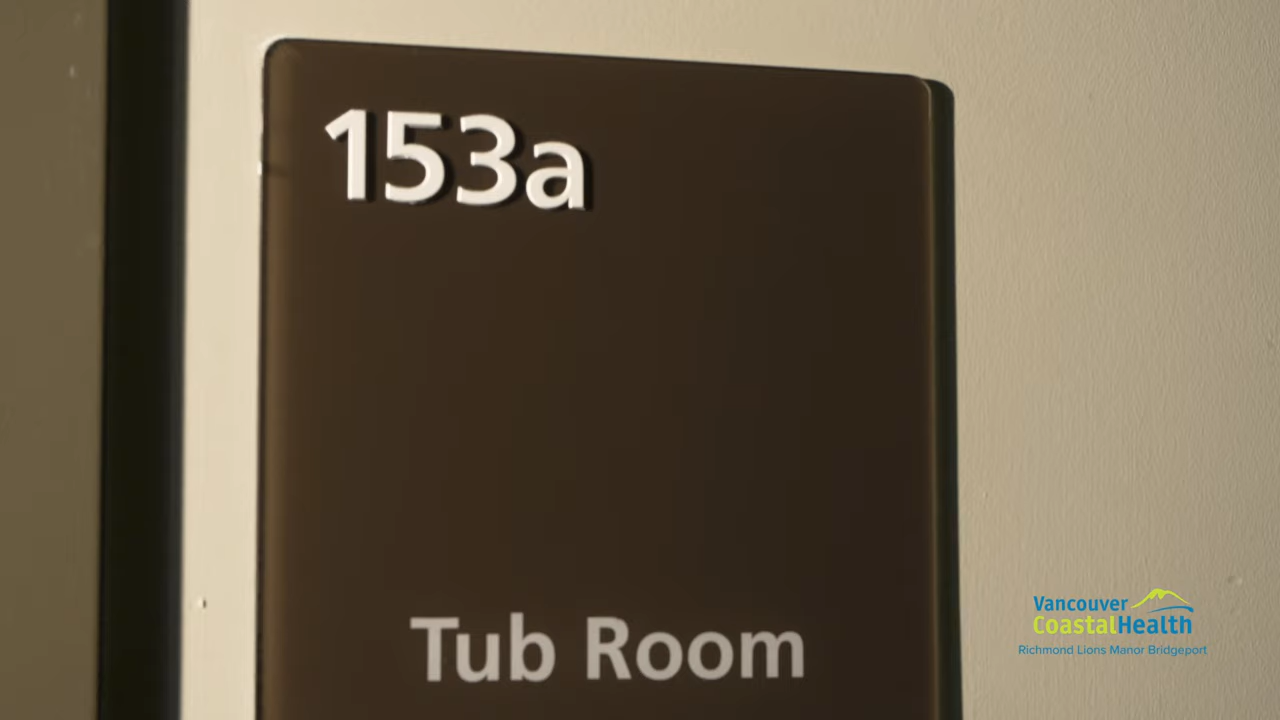 153a
Tub Room
Vancouver
CoastalHealth
Richmond Lions Manor Bridgeport